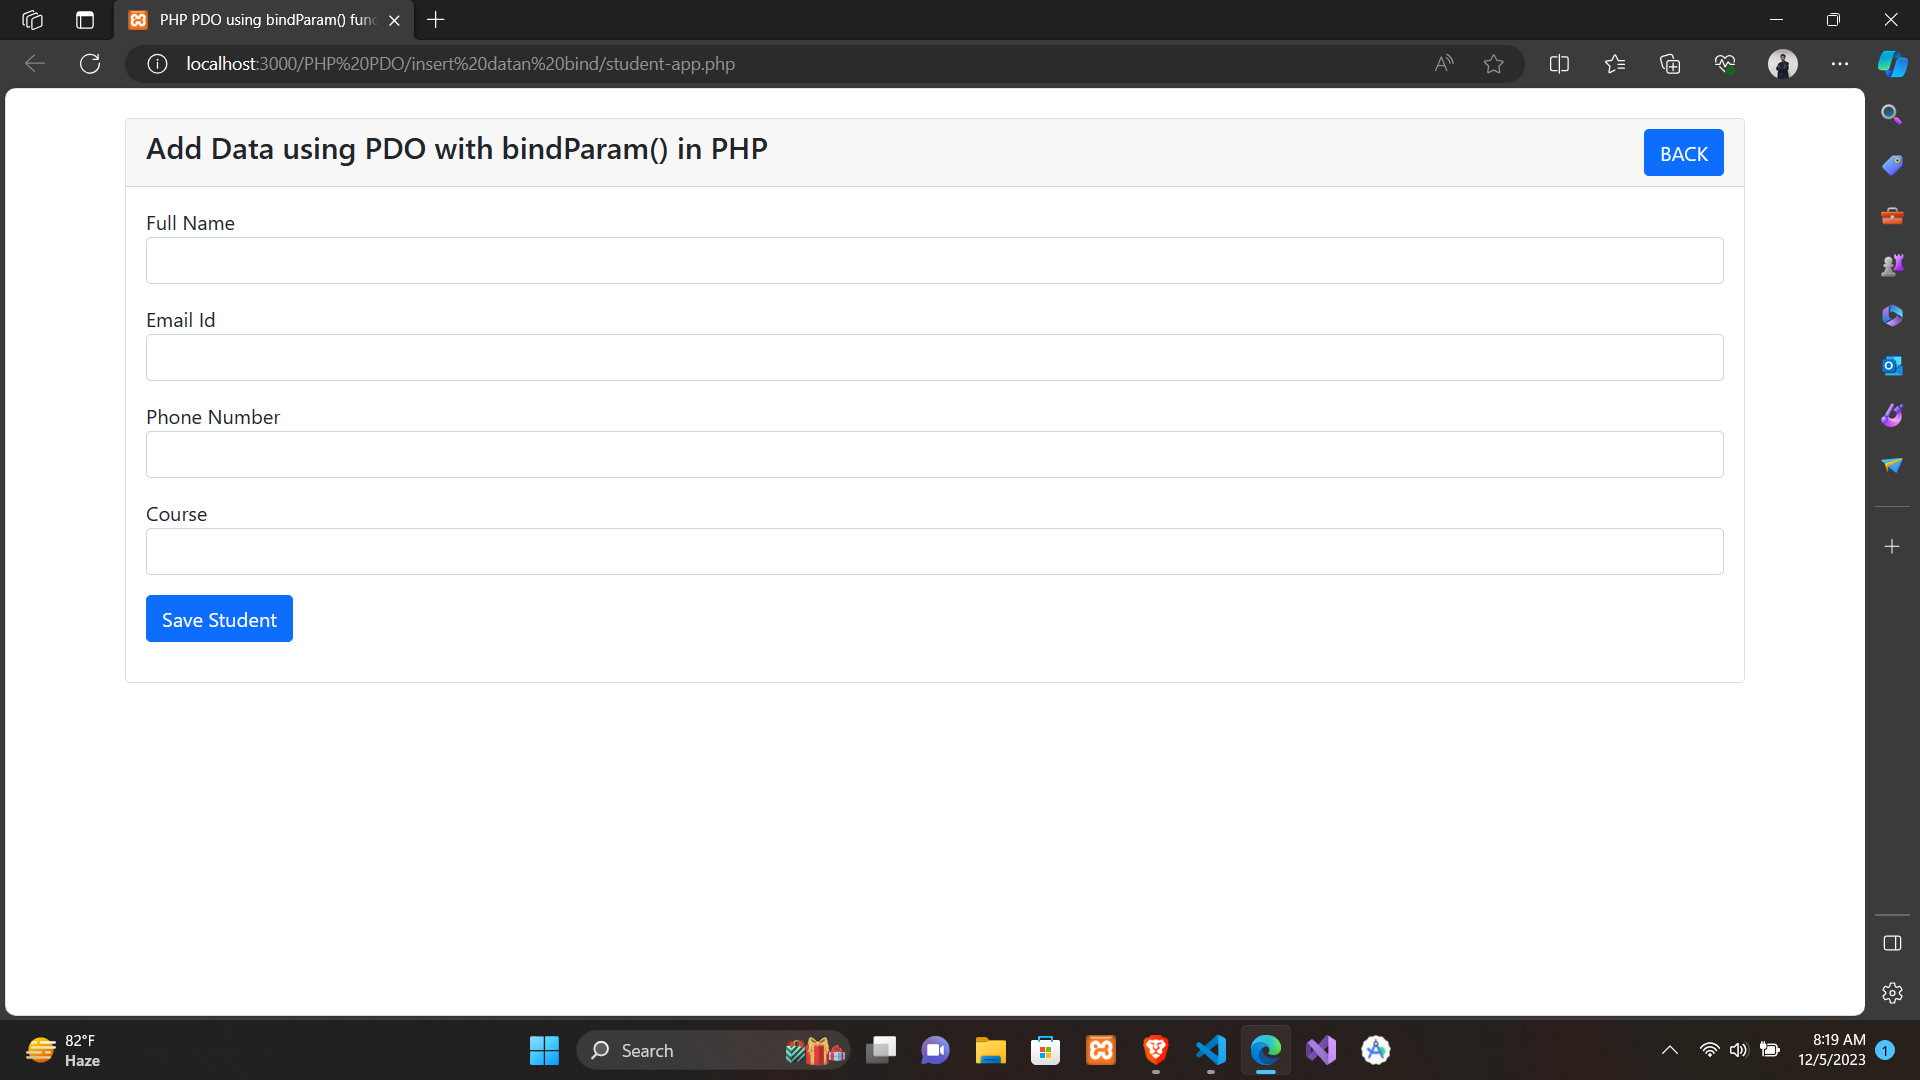 PHP PDO using bindParam() func
localhost:3000/PHP%20PDO/insert%20datan%20bind/student-app.php
Add Data using PDO with bindParam() in PHP
BACK
Full Name
Email Id
Phone Number
Course
Save Student
82°F
Haze
Search
8:19 AM
12/5/2023
1